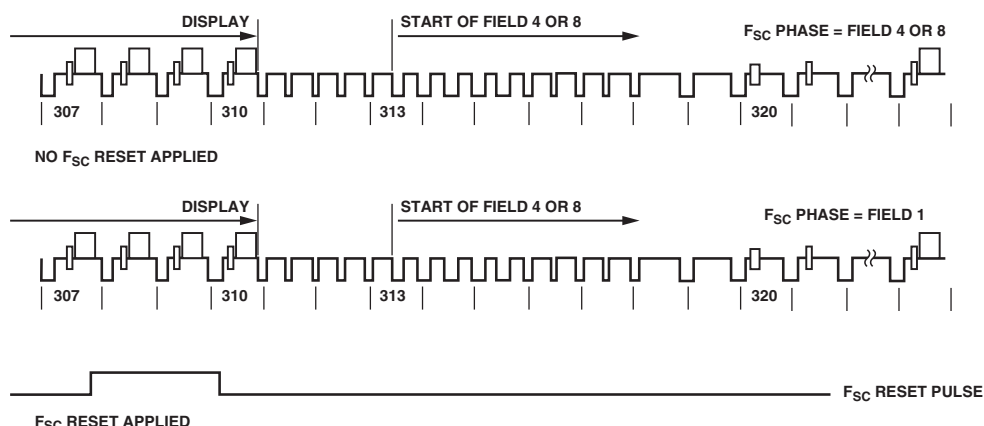 DISPLAY
START OF FIELD 4 OR 8
FSC PHASE = FIELD 4 OR 8
307
310
313
320
NO FSC RESET APPLIED
DISPLAY
START OF FIELD 4 OR 8
FSC PHASE = FIELD 1
307
310
313
320
FSC RESET PULSE
FSC RESET APPLIED